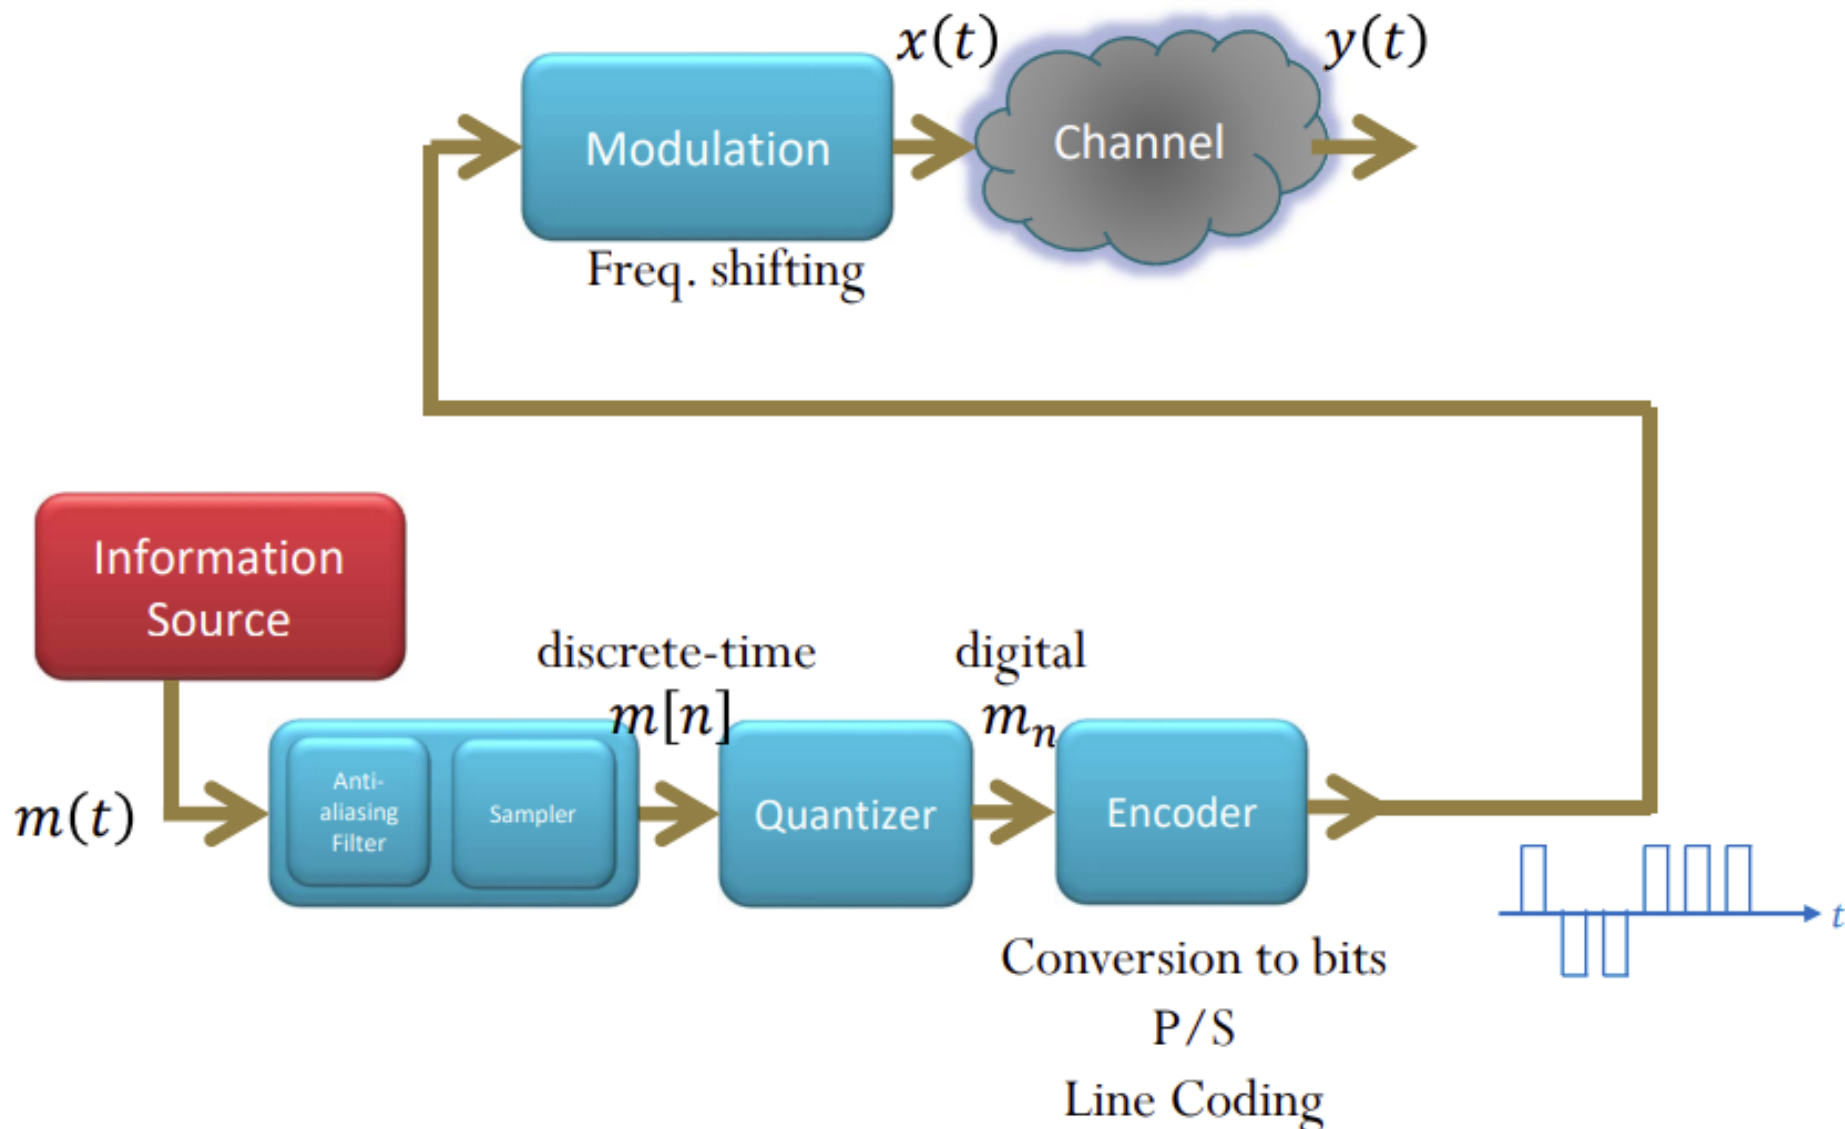 x(t)
y(t)
Modulation
Channel
Freq. shifting
Information
Source
discrete-time
digital
m[n]
mₙ
m(t)
Anti-
aliasing
Filter
Sampler
Quantizer
Encoder
t
Conversion to bits
P/S
Line Coding